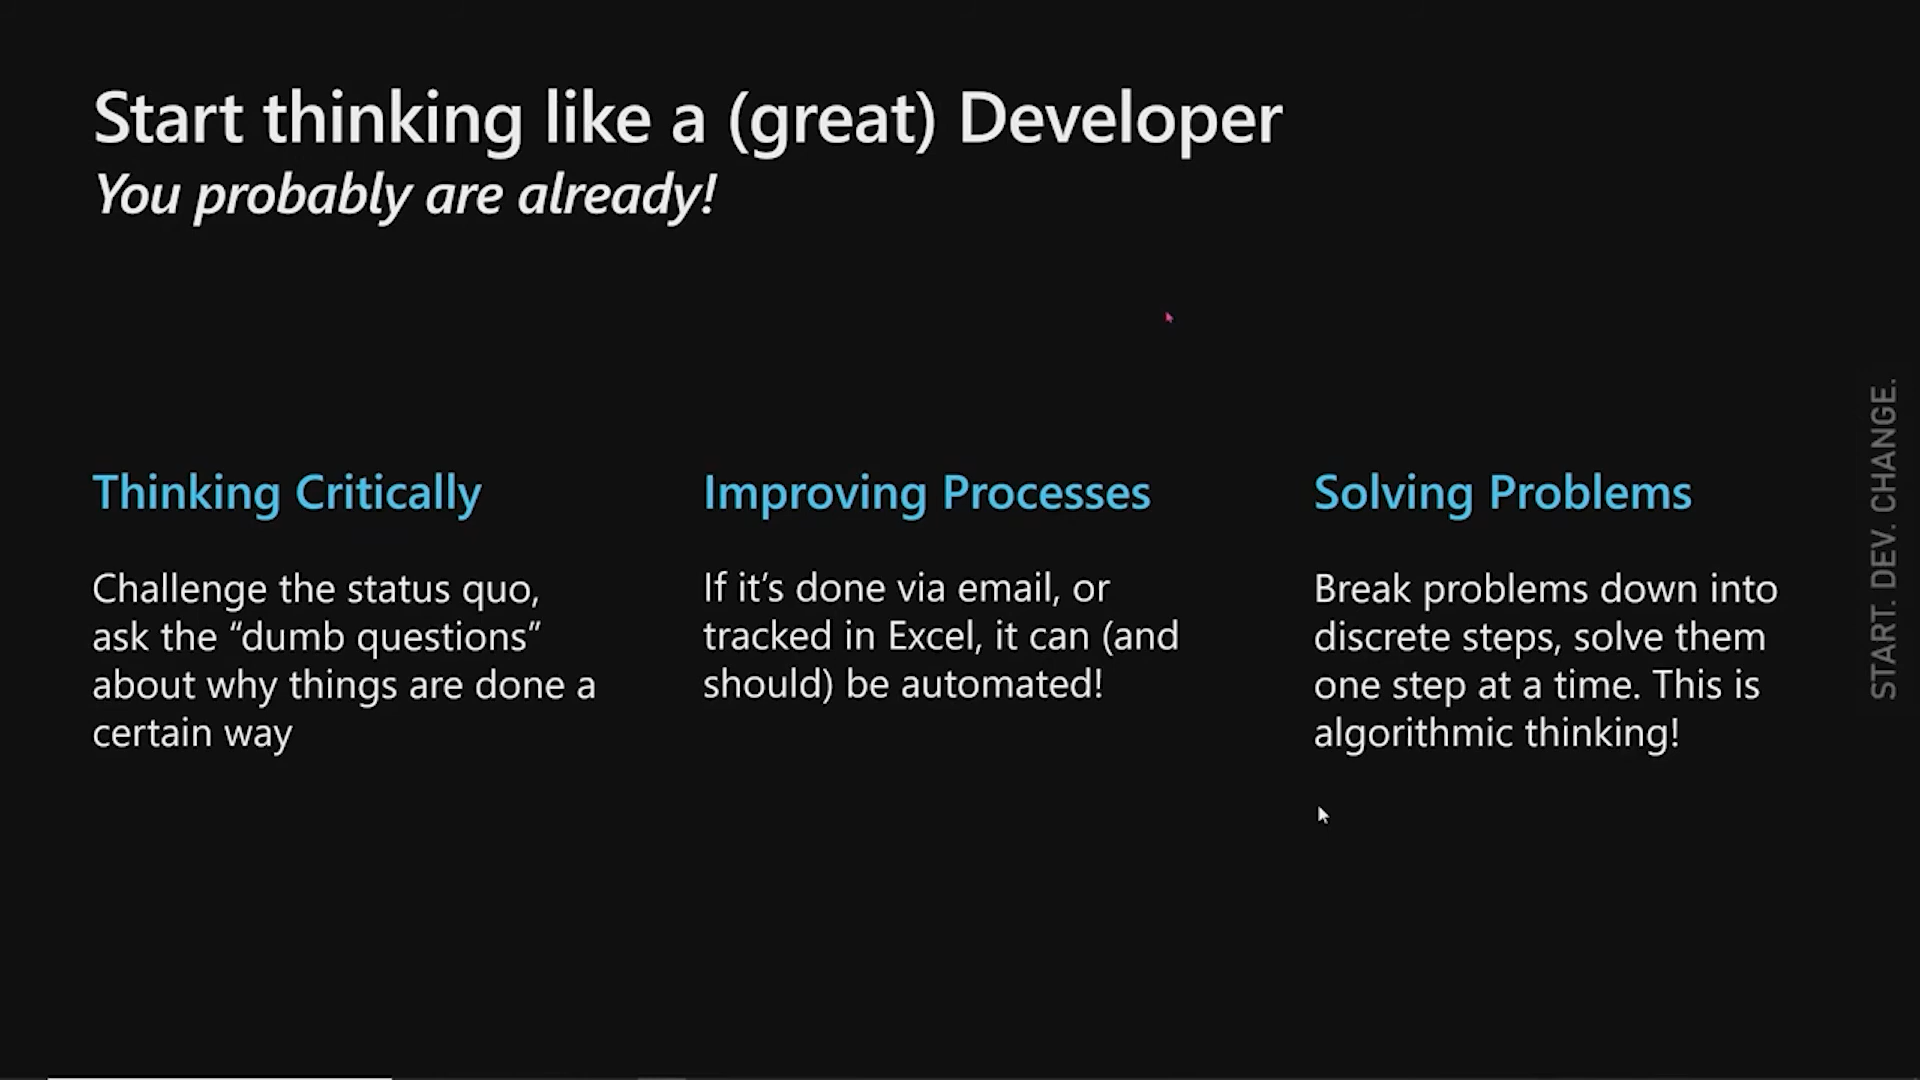 Start thinking like a (great) Developer
You probably are already!
Thinking Critically
Challenge the status quo,
ask the “dumb questions”
about why things are done a
certain way
Improving Processes
If it’s done via email, or
tracked in Excel, it can (and
should) be automated!
Solving Problems
Break problems down into
discrete steps, solve them
one step at a time. This is
algorithmic thinking!
START. DEV. CHANGE.